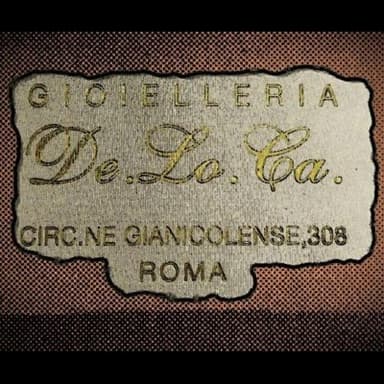 GIOIELLERIA
De.Lo.Ca.
CIRC.NE GIANICOLENSE,308
ROMA